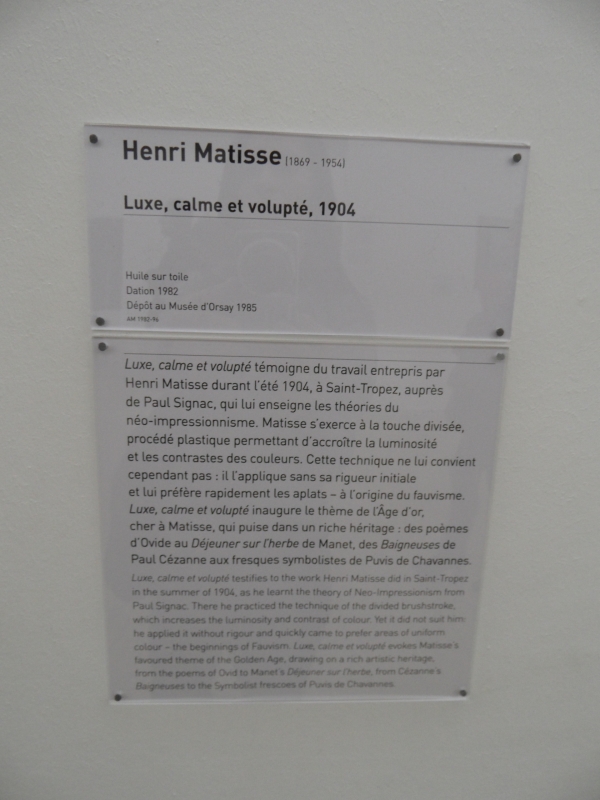 Henri Matisse (1869 - 1954)
Luxe, calme et volupté, 1904
Huile sur toile
Dation 1982
Dépôt au Musée d'Orsay 1985
AM 1982-96
Luxe, calme et volupté témoigne du travail entrepris par
Henri Matisse durant l'été 1904, à Saint-Tropez, auprès
de Paul Signac, qui lui enseigne les théories du
néo-impressionnisme. Matisse s'exerce à la touche divisée,
procédé plastique permettant d'accroître la luminosité
et les contrastes des couleurs. Cette technique ne lui convient
cependant pas : il l'applique sans sa rigueur initiale
et lui préfère rapidement les aplats – à l'origine du fauvisme.
Luxe, calme et volupté inaugure le thème de l'Âge d'or,
cher à Matisse, qui puise dans un riche héritage : des poèmes
d'Ovide au Déjeuner sur l'herbe de Manet, des Baigneuses de
Paul Cézanne aux fresques symbolistes de Puvis de Chavannes.
Luxe, calme et volupté testifies to the work Henri Matisse did in Saint-Tropez
in the summer of 1904, as he learnt the theory of Neo-Impressionism from
Paul Signac. There he practiced the technique of the divided brushstroke,
which increases the luminosity and contrast of colour. Yet it did not suit him:
he applied it without rigour and quickly came to prefer areas of uniform
colour – the beginnings of Fauvism. Luxe, calme et volupté evokes Matisse's
favoured theme of the Golden Age, drawing on a rich artistic heritage,
from the poems of Ovid to Manet's Déjeuner sur l'herbe, from Cézanne's
Baigneuses to the Symbolist frescoes of Puvis de Chavannes.